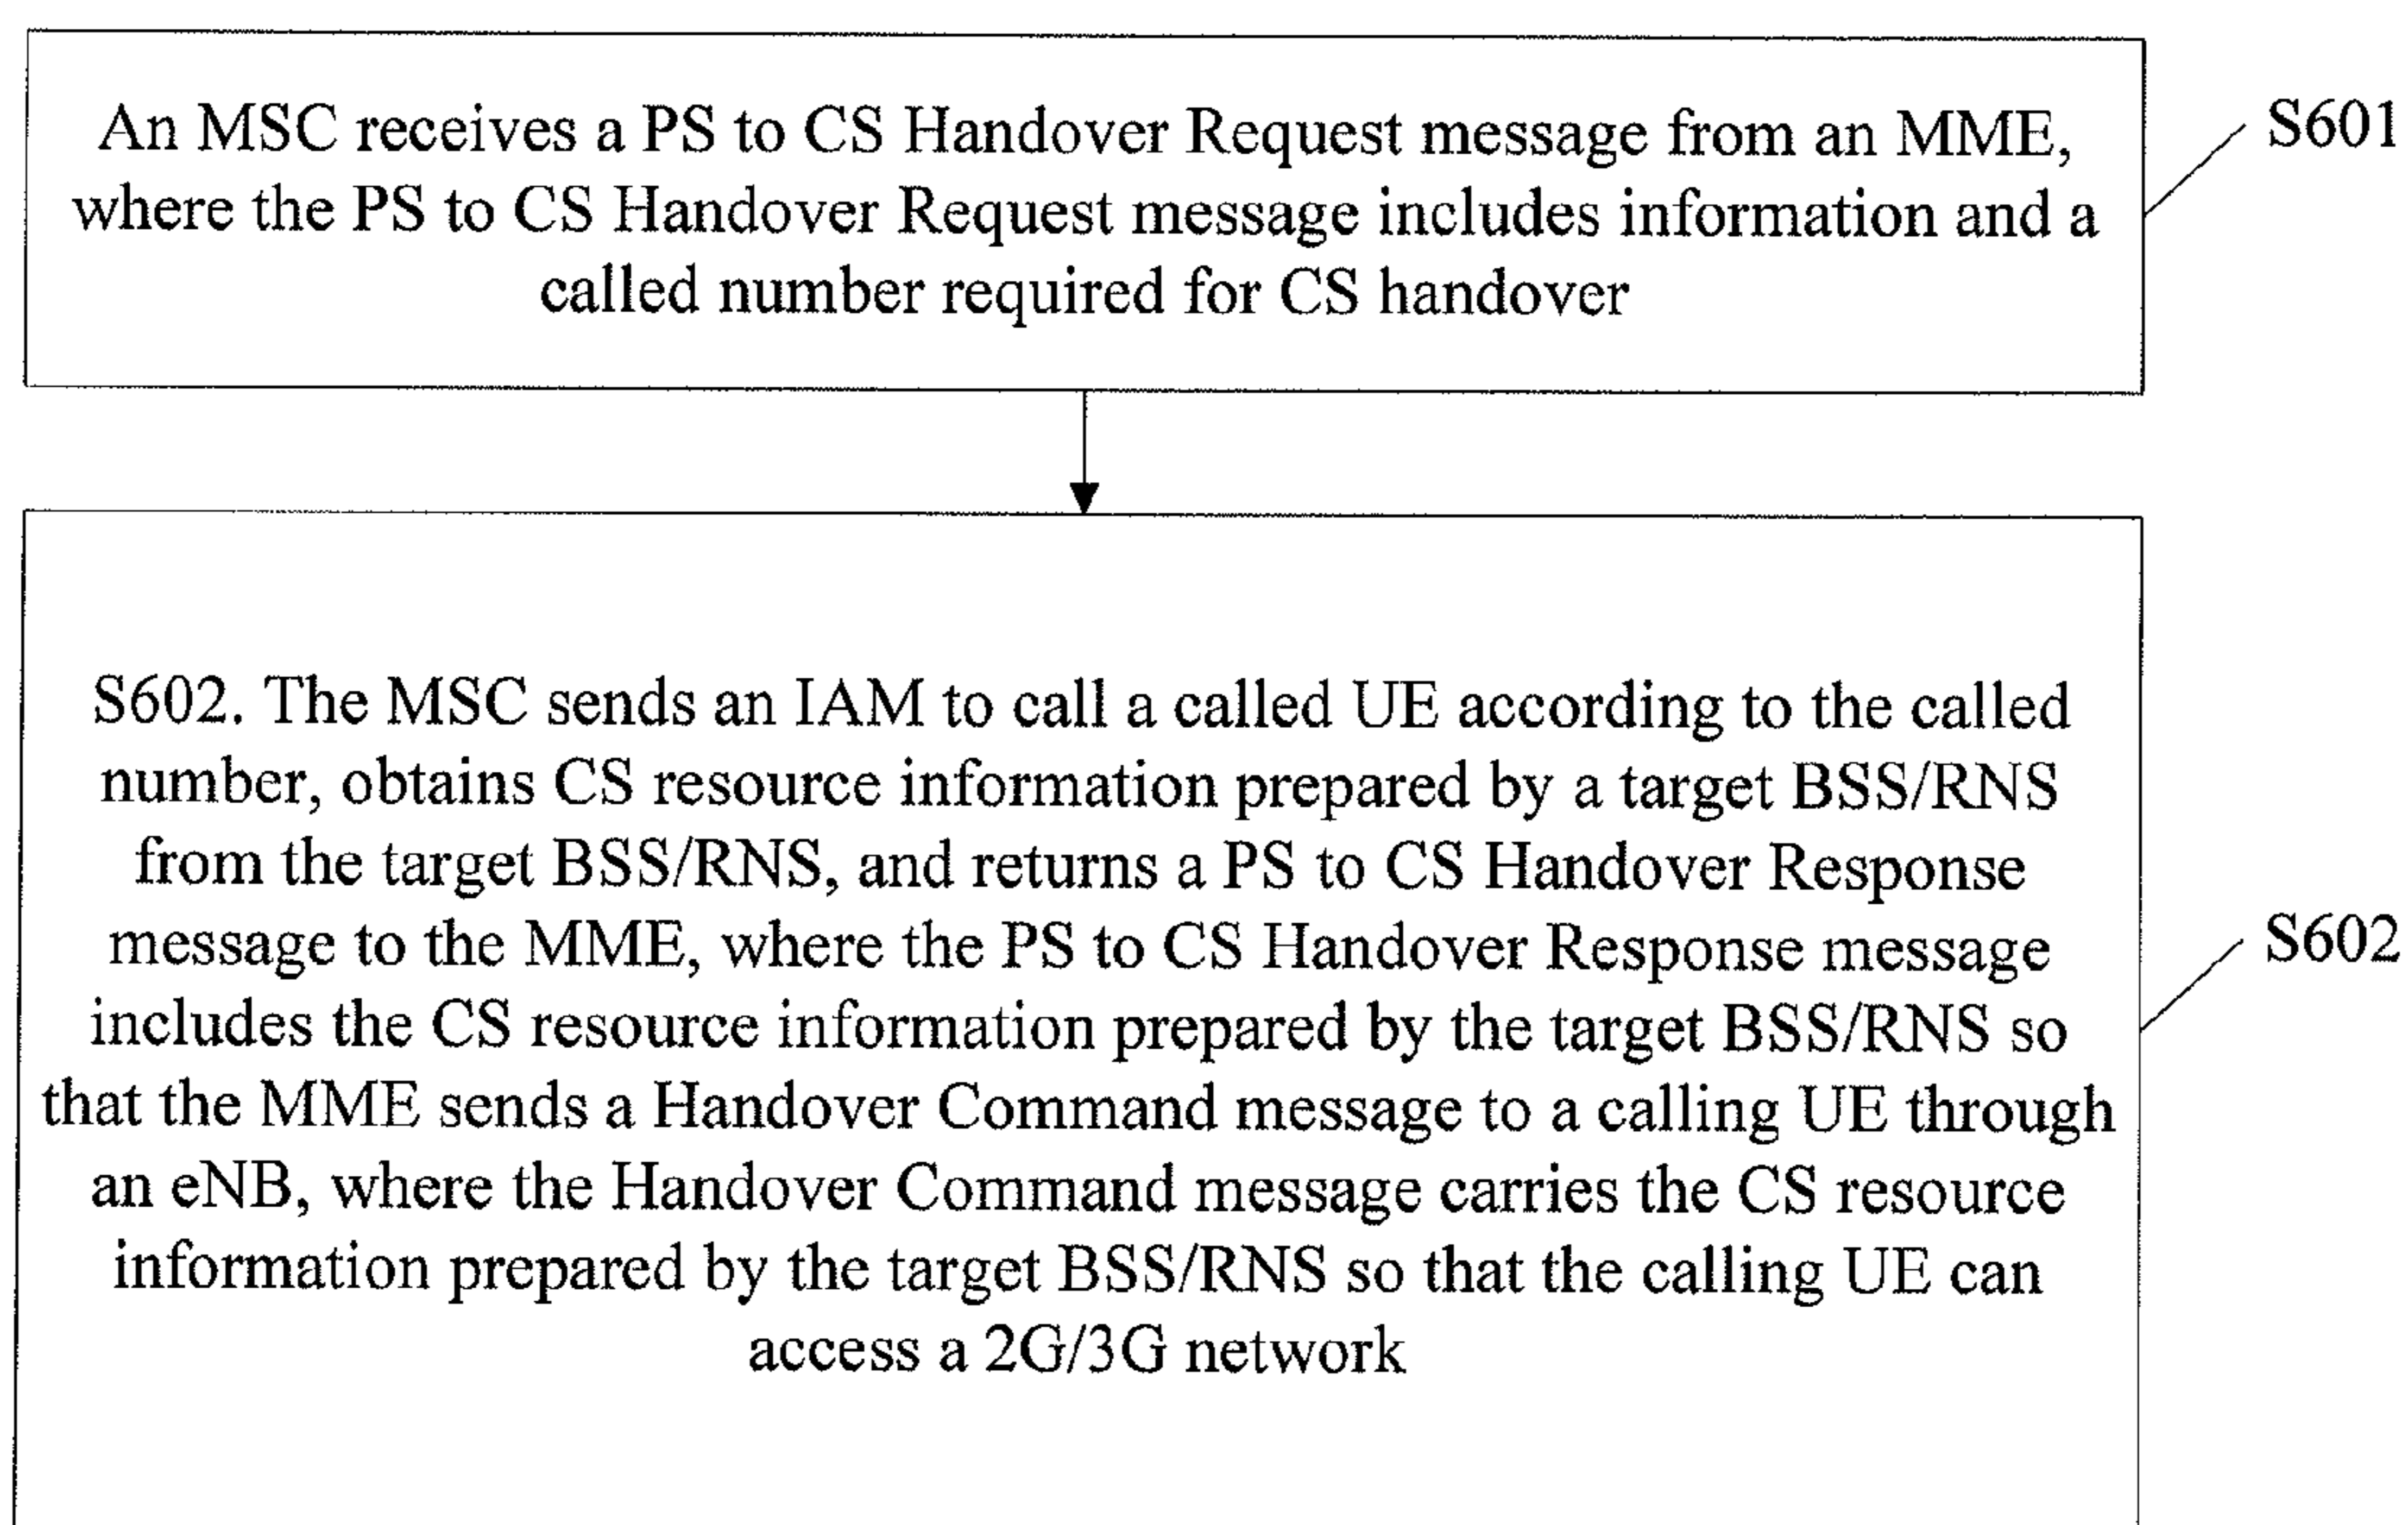 An MSC receives a PS to CS Handover Request message from an MME,
where the PS to CS Handover Request message includes information and a
called number required for CS handover
S601
S602. The MSC sends an IAM to call a called UE according to the called
number, obtains CS resource information prepared by a target BSS/RNS
from the target BSS/RNS, and returns a PS to CS Handover Response
message to the MME, where the PS to CS Handover Response message
includes the CS resource information prepared by the target BSS/RNS so
that the MME sends a Handover Command message to a calling UE through
an eNB, where the Handover Command message carries the CS resource
information prepared by the target BSS/RNS so that the calling UE can
access a 2G/3G network
S602